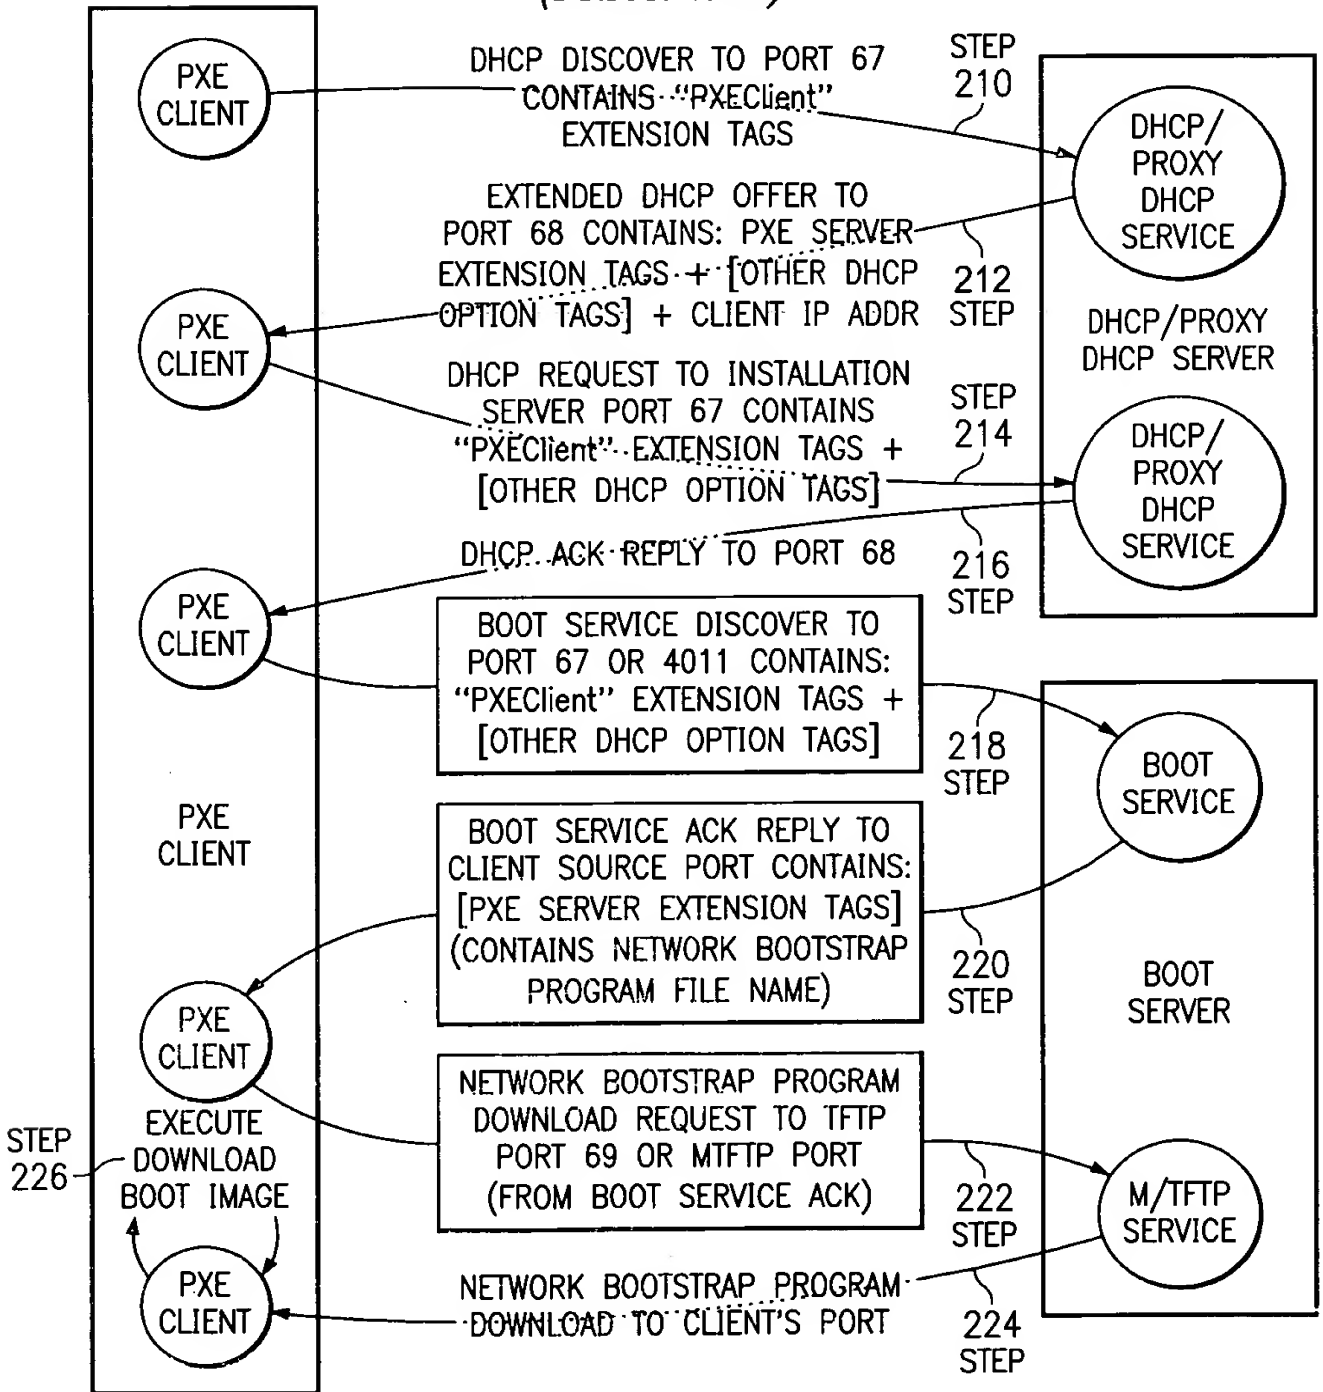 PXE
CLIENT
DHCP DISCOVER TO PORT 67
CONTAINS "PXEClient"
EXTENSION TAGS
STEP
210
DHCP/
PROXY
DHCP
SERVICE
EXTENDED DHCP OFFER TO
PORT 68 CONTAINS: PXE SERVER
EXTENSION TAGS + [OTHER DHCP
OPTION TAGS] + CLIENT IP ADDR
212
STEP
PXE
CLIENT
DHCP/PROXY
DHCP SERVER
DHCP REQUEST TO INSTALLATION
SERVER PORT 67 CONTAINS
"PXEClient" EXTENSION TAGS +
[OTHER DHCP OPTION TAGS]
STEP
214
DHCP/
PROXY
DHCP
SERVICE
DHCP ACK REPLY TO PORT 68
216
STEP
PXE
CLIENT
BOOT SERVICE DISCOVER TO
PORT 67 OR 4011 CONTAINS:
"PXEClient" EXTENSION TAGS +
[OTHER DHCP OPTION TAGS]
218
STEP
BOOT
SERVICE
PXE
CLIENT
BOOT SERVICE ACK REPLY TO
CLIENT SOURCE PORT CONTAINS:
[PXE SERVER EXTENSION TAGS]
(CONTAINS NETWORK BOOTSTRAP
PROGRAM FILE NAME)
220
STEP
BOOT
SERVER
PXE
CLIENT
NETWORK BOOTSTRAP PROGRAM
DOWNLOAD REQUEST TO TFTP
PORT 69 OR MTFTP PORT
(FROM BOOT SERVICE ACK)
222
STEP
M/TFTP
SERVICE
STEP
226
EXECUTE
DOWNLOAD
BOOT IMAGE
PXE
CLIENT
NETWORK BOOTSTRAP PROGRAM
DOWNLOAD TO CLIENT'S PORT
224
STEP